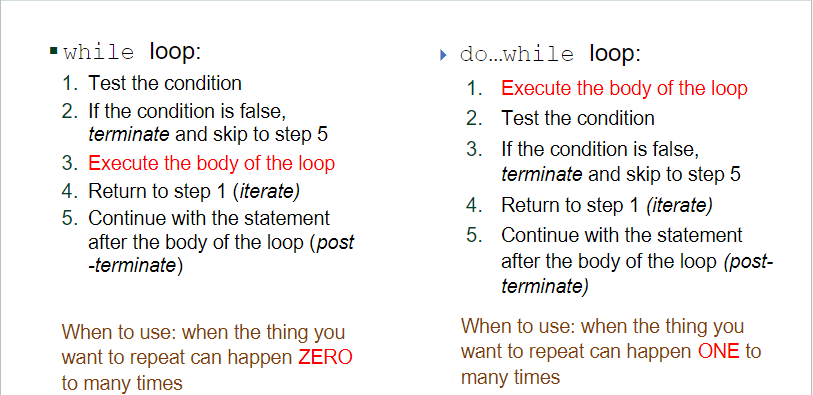 ▪ while loop:
1. Test the condition
2. If the condition is false,
terminate and skip to step 5
3. Execute the body of the loop
4. Return to step 1 (iterate)
5. Continue with the statement
after the body of the loop (post
-terminate)
When to use: when the thing you
want to repeat can happen ZERO
to many times
do…while loop:
1. Execute the body of the loop
2. Test the condition
3. If the condition is false,
terminate and skip to step 5
4. Return to step 1 (iterate)
5. Continue with the statement
after the body of the loop (post-
terminate)
When to use: when the thing you
want to repeat can happen ONE to
many times